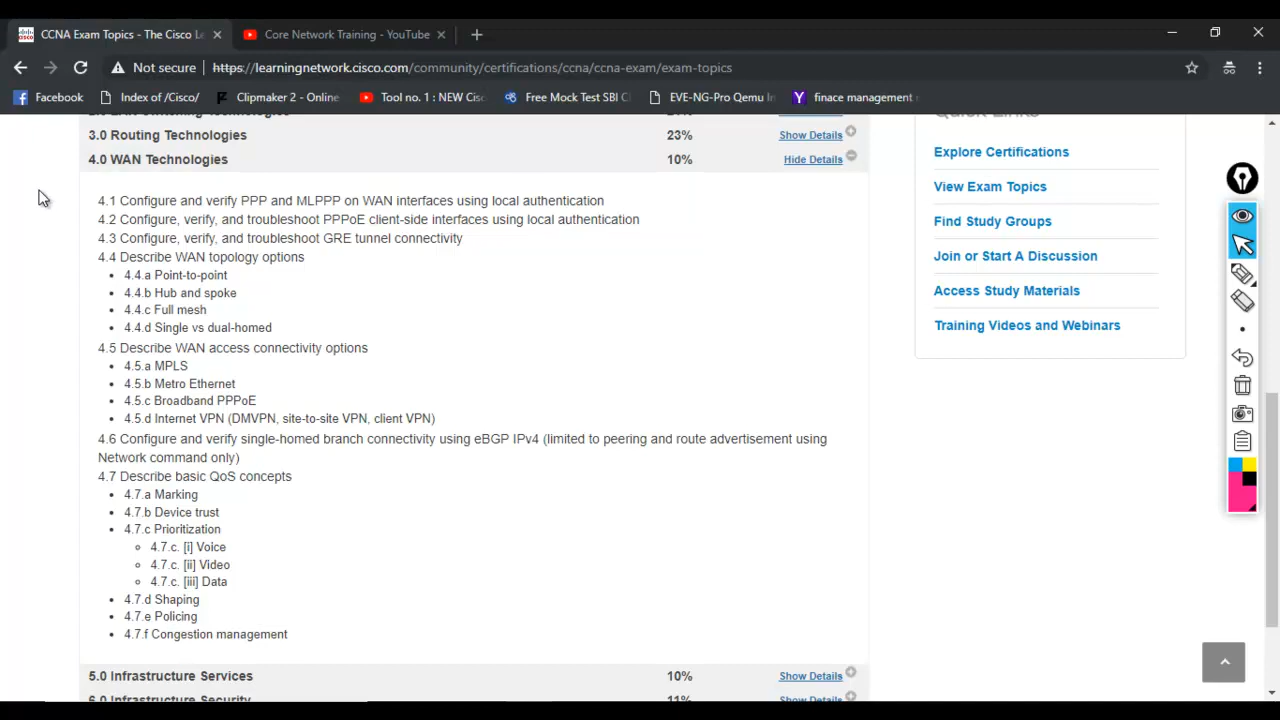 CCNA Exam Topics - The Cisco Le
Core Network Training - YouTube
Not secure
https://learningnetwork.cisco.com/community/certifications/ccna/ccna-exam/exam-topics
Facebook
Index of /Cisco/
Clipmaker 2 - Online
Tool no. 1 : NEW Cis
Free Mock Test SBI C
EVE-NG-Pro Qemu In
finace management
3.0 Routing Technologies 23% Show Details
4.0 WAN Technologies 10% Hide Details
4.1 Configure and verify PPP and MLPPP on WAN interfaces using local authentication
4.2 Configure, verify, and troubleshoot PPPoE client-side interfaces using local authentication
4.3 Configure, verify, and troubleshoot GRE tunnel connectivity
4.4 Describe WAN topology options
4.4.a Point-to-point
4.4.b Hub and spoke
4.4.c Full mesh
4.4.d Single vs dual-homed
4.5 Describe WAN access connectivity options
4.5.a MPLS
4.5.b Metro Ethernet
4.5.c Broadband PPPoE
4.5.d Internet VPN (DMVPN, site-to-site VPN, client VPN)
4.6 Configure and verify single-homed branch connectivity using eBGP IPv4 (limited to peering and route advertisement using
Network command only)
4.7 Describe basic QoS concepts
4.7.a Marking
4.7.b Device trust
4.7.c Prioritization
4.7.c. [i] Voice
4.7.c. [ii] Video
4.7.c. [iii] Data
4.7.d Shaping
4.7.e Policing
4.7.f Congestion management
5.0 Infrastructure Services 10% Show Details
6.0 Infrastructure Security 11% Show Details
Quick Links
Explore Certifications
View Exam Topics
Find Study Groups
Join or Start A Discussion
Access Study Materials
Training Videos and Webinars